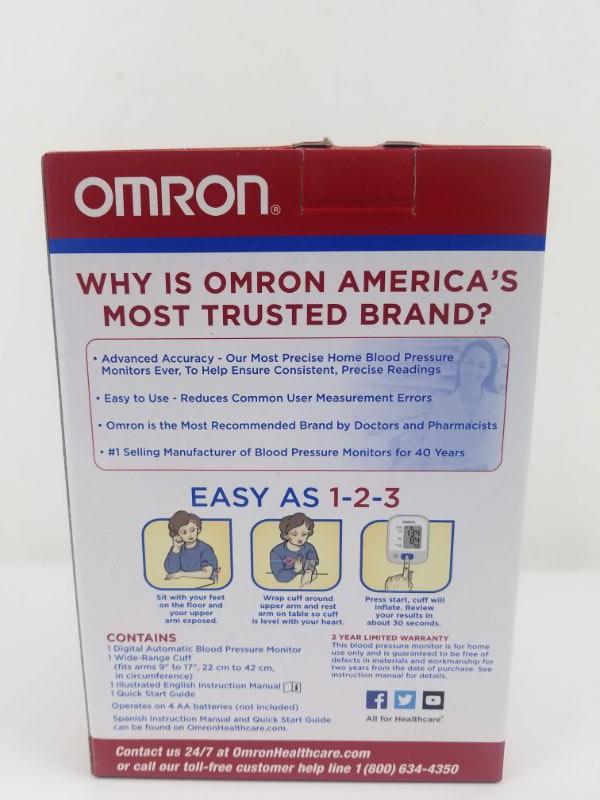 OMRON®
WHY IS OMRON AMERICA'S
MOST TRUSTED BRAND?
• Advanced Accuracy - Our Most Precise Home Blood Pressure
Monitors Ever, To Help Ensure Consistent, Precise Readings
• Easy to Use - Reduces Common User Measurement Errors
• Omron is the Most Recommended Brand by Doctors and Pharmacists
• #1 Selling Manufacturer of Blood Pressure Monitors for 40 Years
EASY AS 1-2-3
OMRON
134
84
Sit with your feet
on the floor and
your upper
arm exposed.
Wrap cuff around
upper arm and rest
arm on table so cuff
is level with your heart.
Press start, cuff will
inflate. Review
your results in
about 30 seconds.
CONTAINS
1 Digital Automatic Blood Pressure Monitor
1 Wide-Range Cuff
(fits arms 9" to 17", 22 cm to 42 cm,
in circumference)
1 Illustrated English Instruction Manual
1 Quick Start Guide
Operates on 4 AA batteries (not included)
Spanish Instruction Manual and Quick Start Guide
can be found on OmronHealthcare.com.
2 YEAR LIMITED WARRANTY
This blood pressure monitor is for home
use only and is guaranteed to be free of
defects in materials and workmanship for
two years from the date of purchase. See
instruction manual for details.
All for Healthcare®
Contact us 24/7 at OmronHealthcare.com
or call our toll-free customer help line 1 (800) 634-4350